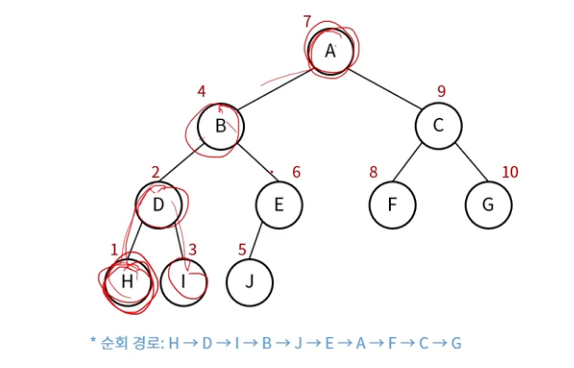 7
A
4
9
B
C
2
6
8
10
D
E
F
G
1
3
5
H
I
J
* 순회 경로: H → D → I → B → J → E → A → F → C → G